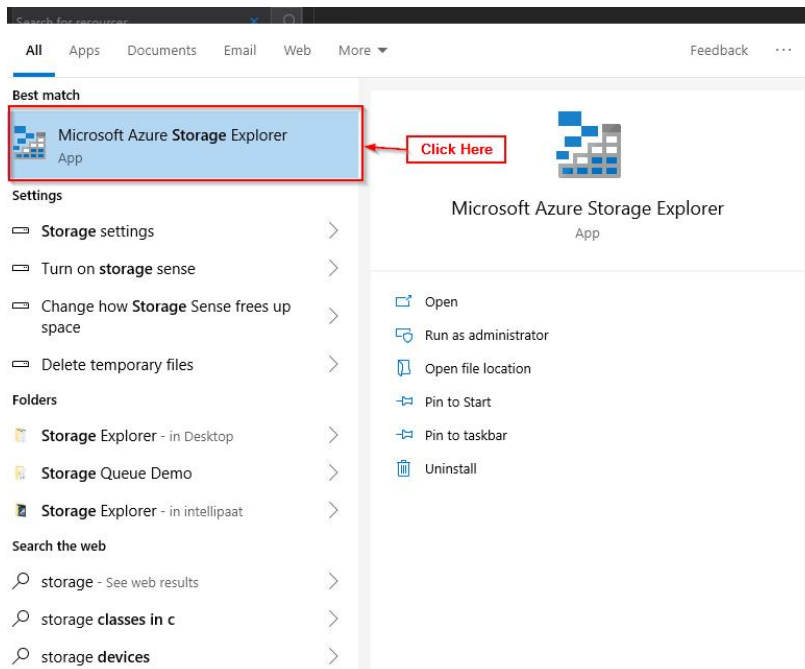 Search for resources
All Apps Documents Email Web More Feedback ...
Best match
Microsoft Azure Storage Explorer
App
Click Here
Settings
Storage settings
Turn on storage sense
Change how Storage Sense frees up
space
Delete temporary files
Folders
Storage Explorer - in Desktop
Storage Queue Demo
Storage Explorer - in intellipaat
Search the web
storage - See web results
storage classes in c
storage devices
Microsoft Azure Storage Explorer
App
Open
Run as administrator
Open file location
Pin to Start
Pin to taskbar
Uninstall